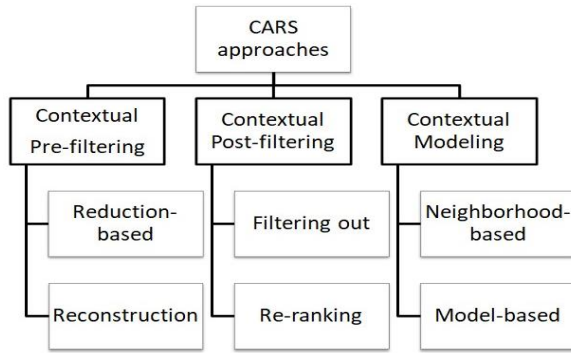 CARS
approaches
Contextual
Pre-filtering
Contextual
Post-filtering
Contextual
Modeling
Reduction-
based
Filtering out
Neighborhood-
based
Reconstruction
Re-ranking
Model-based